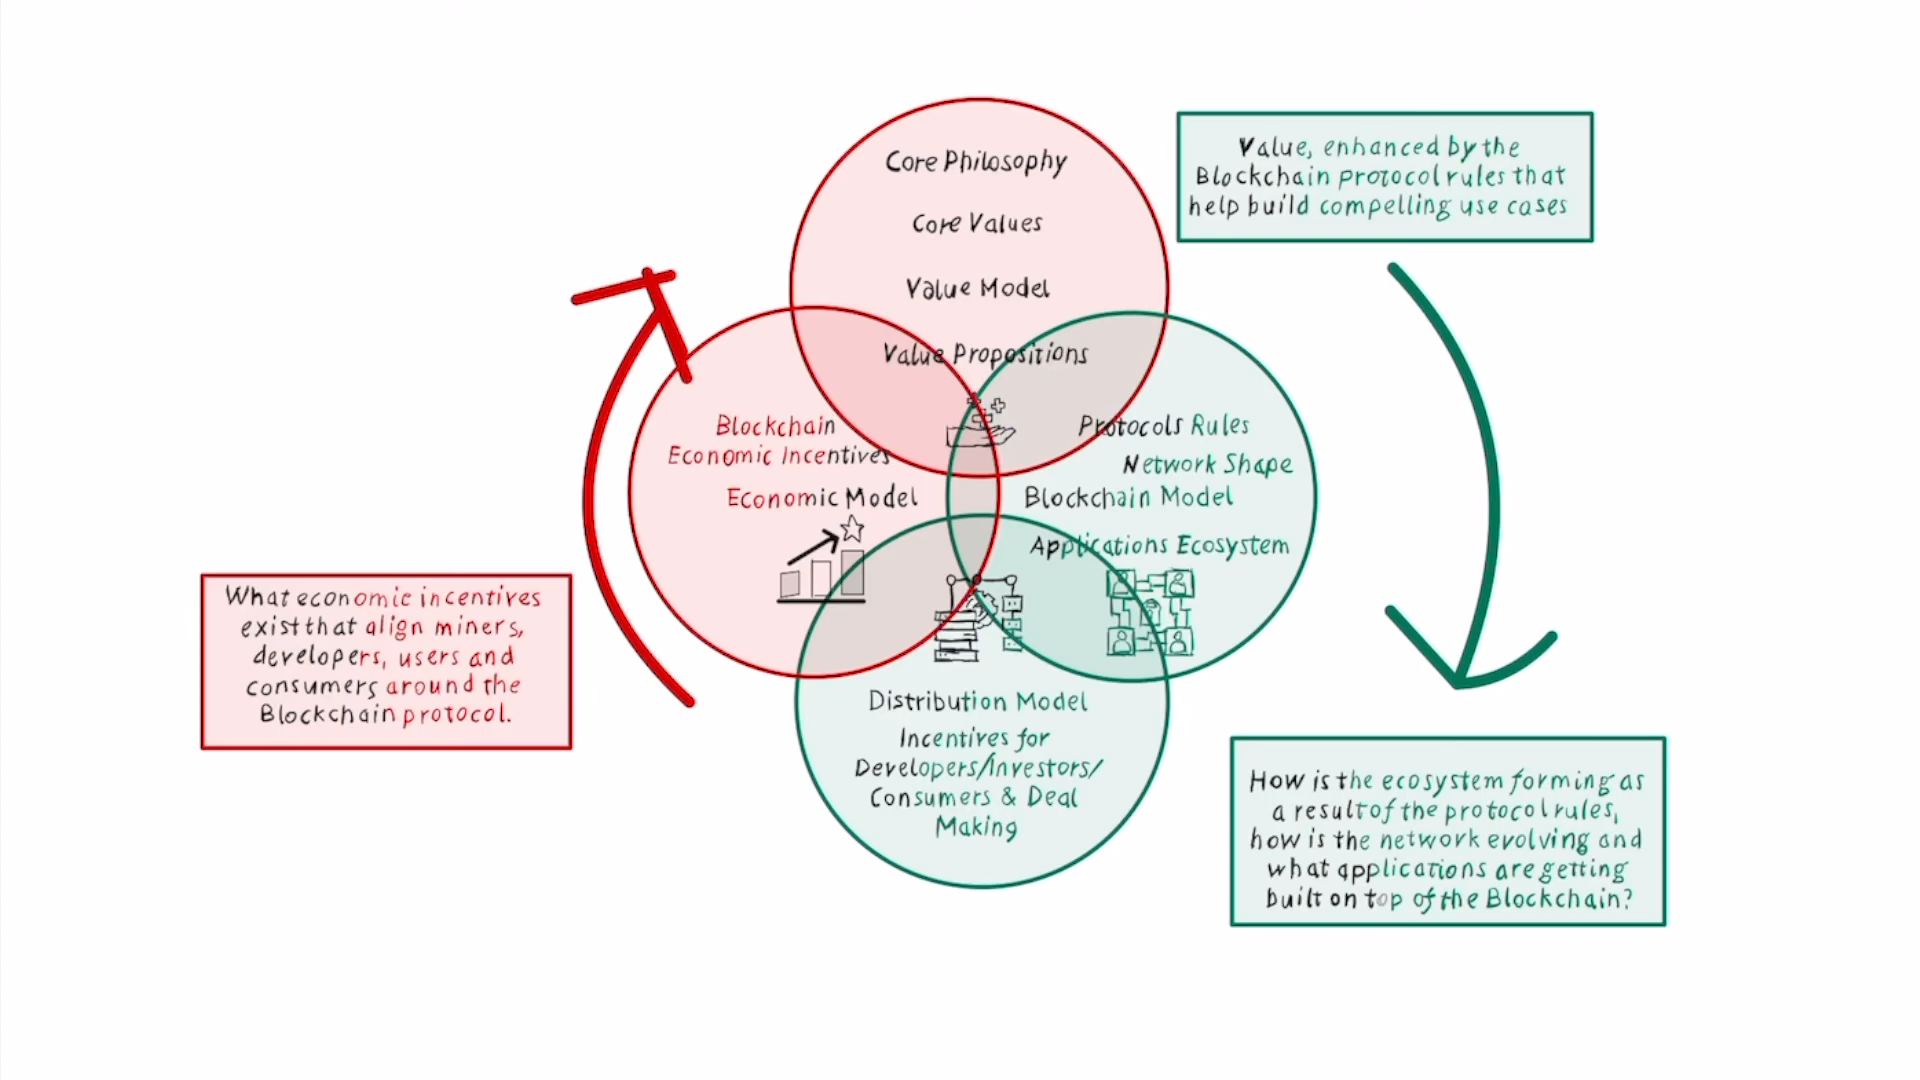 Core Philosophy
Core Values
Value Model
Value Propositions
Value, enhanced by the
Blockchain protocol rules that
help build compelling use cases
Blockchain
Economic Incentives
Economic Model
Protocols Rules
Network Shape
Blockchain Model
Applications Ecosystem
What economic incentives
exist that align miners,
developers, users and
consumers around the
Blockchain protocol.
Distribution Model
Incentives for
Developers/Investors/
Consumers & Deal
Making
How is the ecosystem forming as
a result of the protocol rules,
how is the network evolving and
what applications are getting
built on top of the Blockchain?